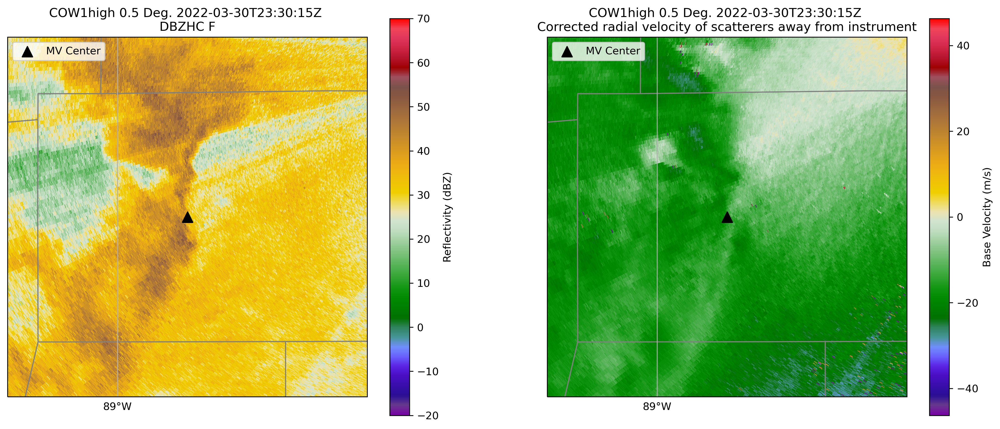 COW1high 0.5 Deg. 2022-03-30T23:30:15Z
DBZHC F
MV Center
89°W
70
60
50
40
30
20
10
0
−10
−20
Reflectivity (dBZ)
COW1high 0.5 Deg. 2022-03-30T23:30:15Z
Corrected radial velocity of scatterers away from instrument
MV Center
89°W
40
20
0
−20
−40
Base Velocity (m/s)